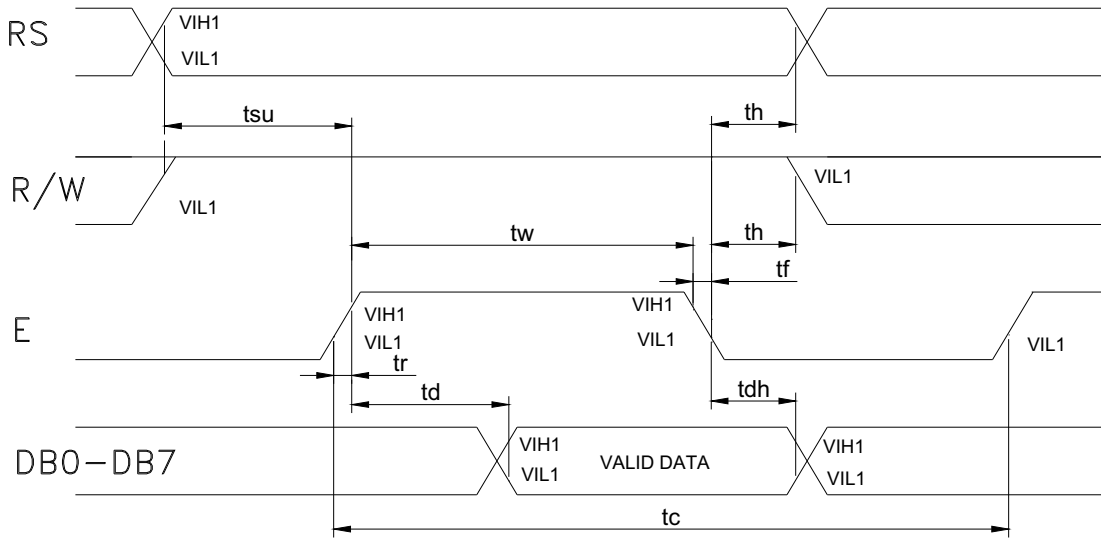 RS
VIH1
VIL1
tsu
th
R/W
VIL1
VIL1
tw
th
tf
E
VIH1
VIL1
VIH1
VIL1
VIL1
tr
td
tdh
DB0-DB7
VIH1
VIL1
VALID DATA
VIH1
VIL1
tc